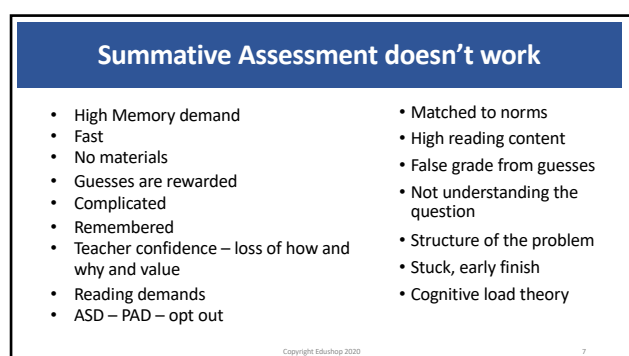 Summative Assessment doesn’t work
• High Memory demand
• Fast
• No materials
• Guesses are rewarded
• Complicated
• Remembered
• Teacher confidence – loss of how and
why and value
• Reading demands
• ASD – PAD – opt out
• Matched to norms
• High reading content
• False grade from guesses
• Not understanding the
question
• Structure of the problem
• Stuck, early finish
• Cognitive load theory
Copyright Edushop 2020
7